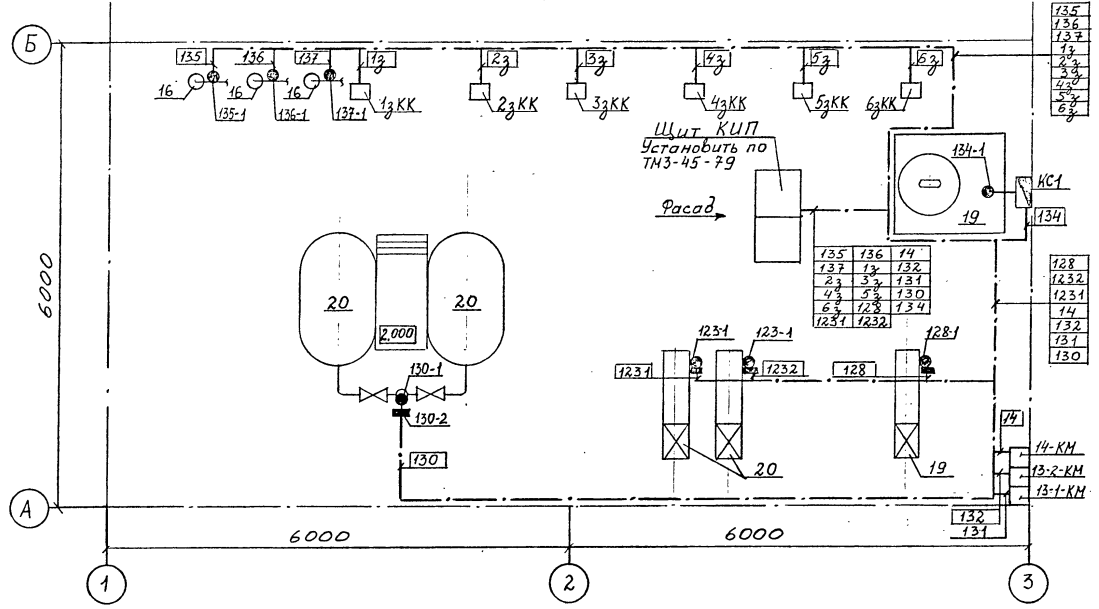 Б
135
136
137
1з
2з
3з
4з
5з
6з
135
136
137
1з
2з
3з
4з
5з
6з
16
16
16
135-1
136-1
137-1
1зКК
2зКК
3зКК
4зКК
5зКК
6зКК
Щит КИП
Установить по
ТМ3-45-79
Фасад
134-1
КС1
19
134
135 136 14
137 1з 132
2з 3з 131
4з 5з 130
6з 128 134
1231 1232
128
1232
1231
14
132
131
130
6000
20
20
2.000
130-1
130-2
130
123-1
123-1
128-1
1231
1232
128
20
19
14
14-КМ
13-2-КМ
13-1-КМ
132
131
А
6000
6000
1
2
3